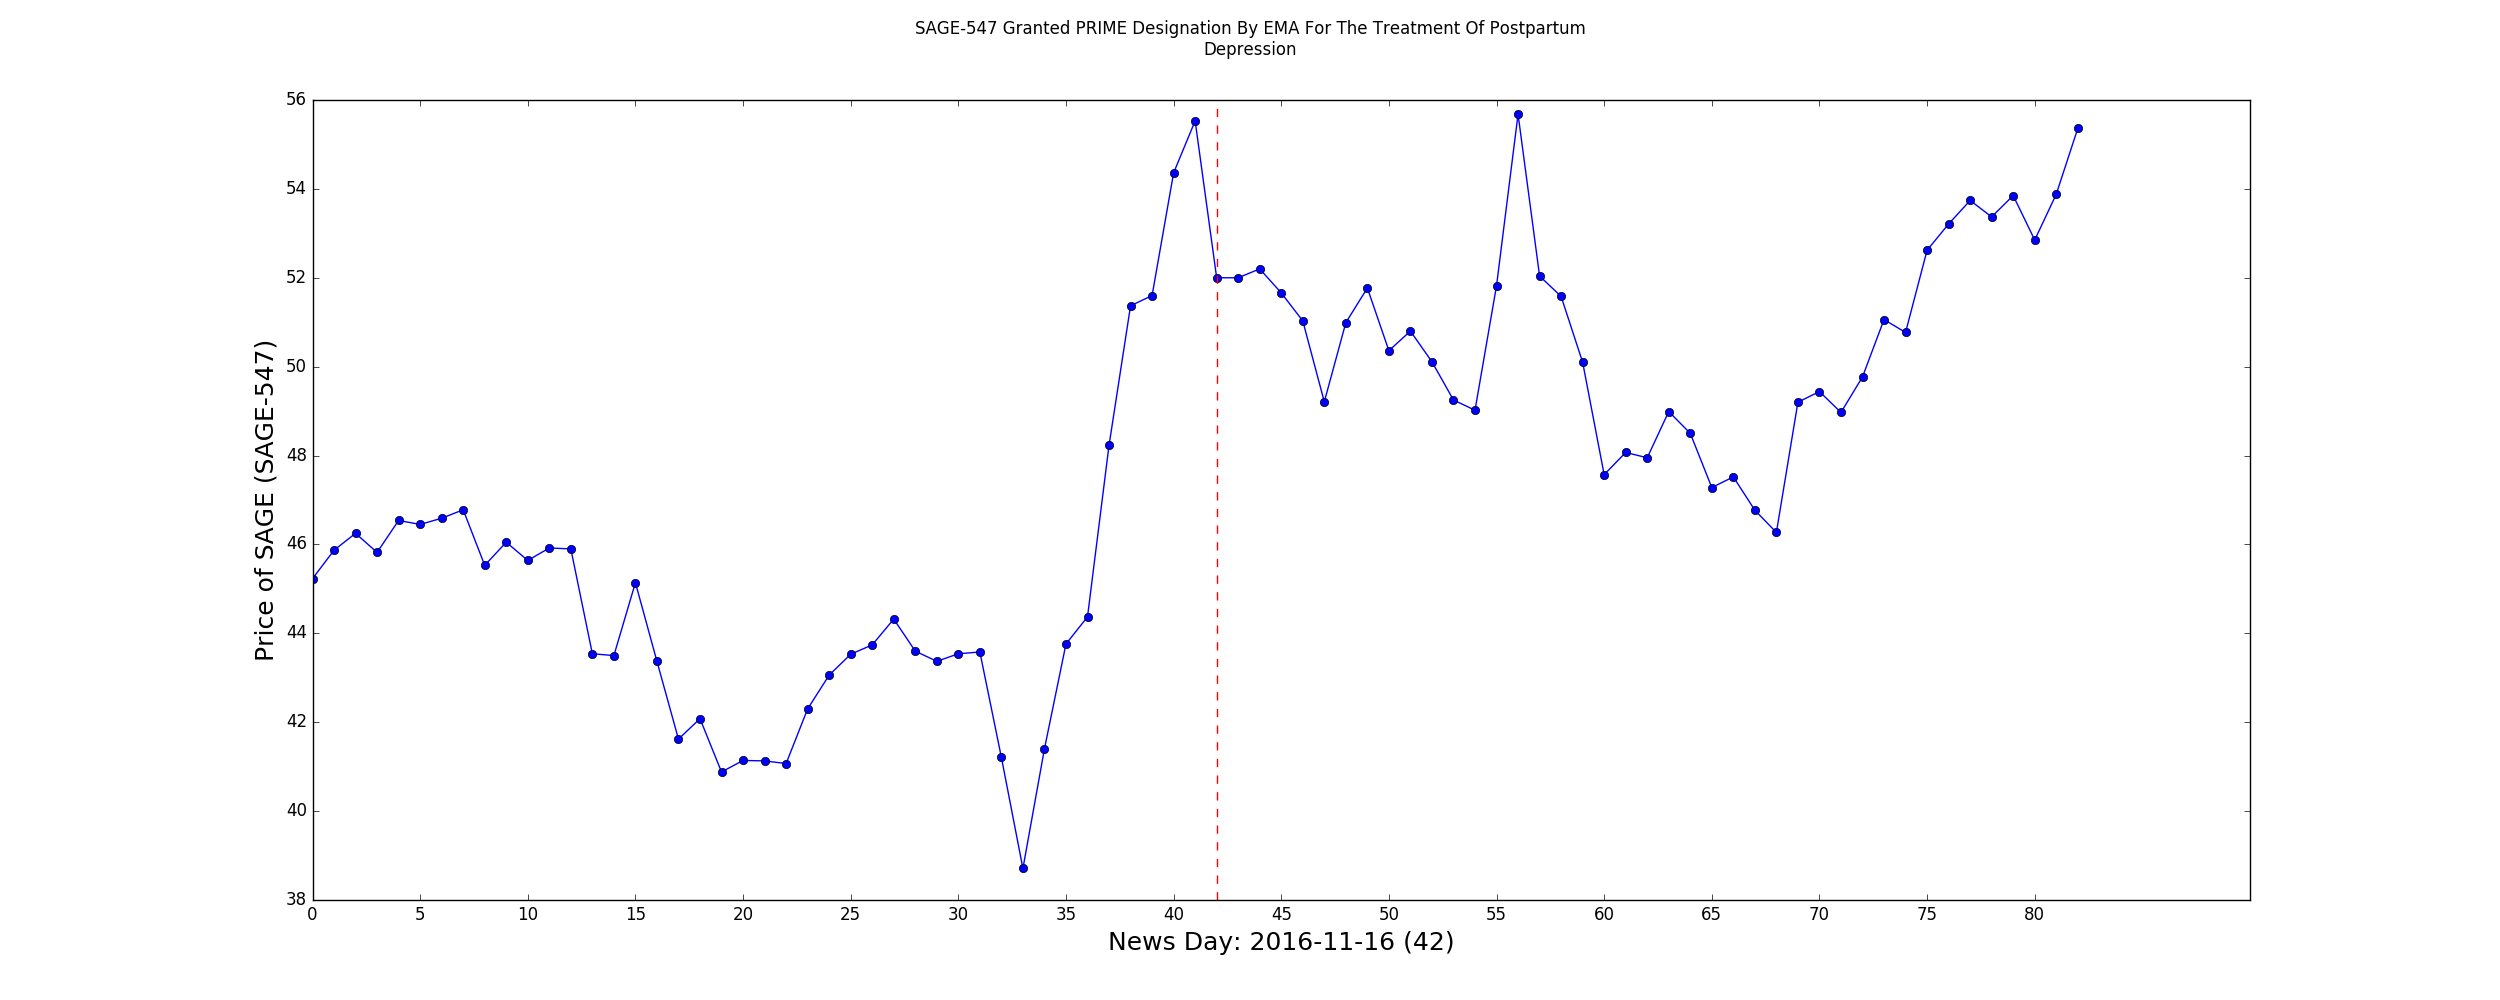 SAGE-547 Granted PRIME Designation By EMA For The Treatment Of Postpartum
Depression
56
54
52
50
48
46
44
42
40
38
Price of SAGE (SAGE-547)
0 5 10 15 20 25 30 35 40 45 50 55 60 65 70 75 80
News Day: 2016-11-16 (42)